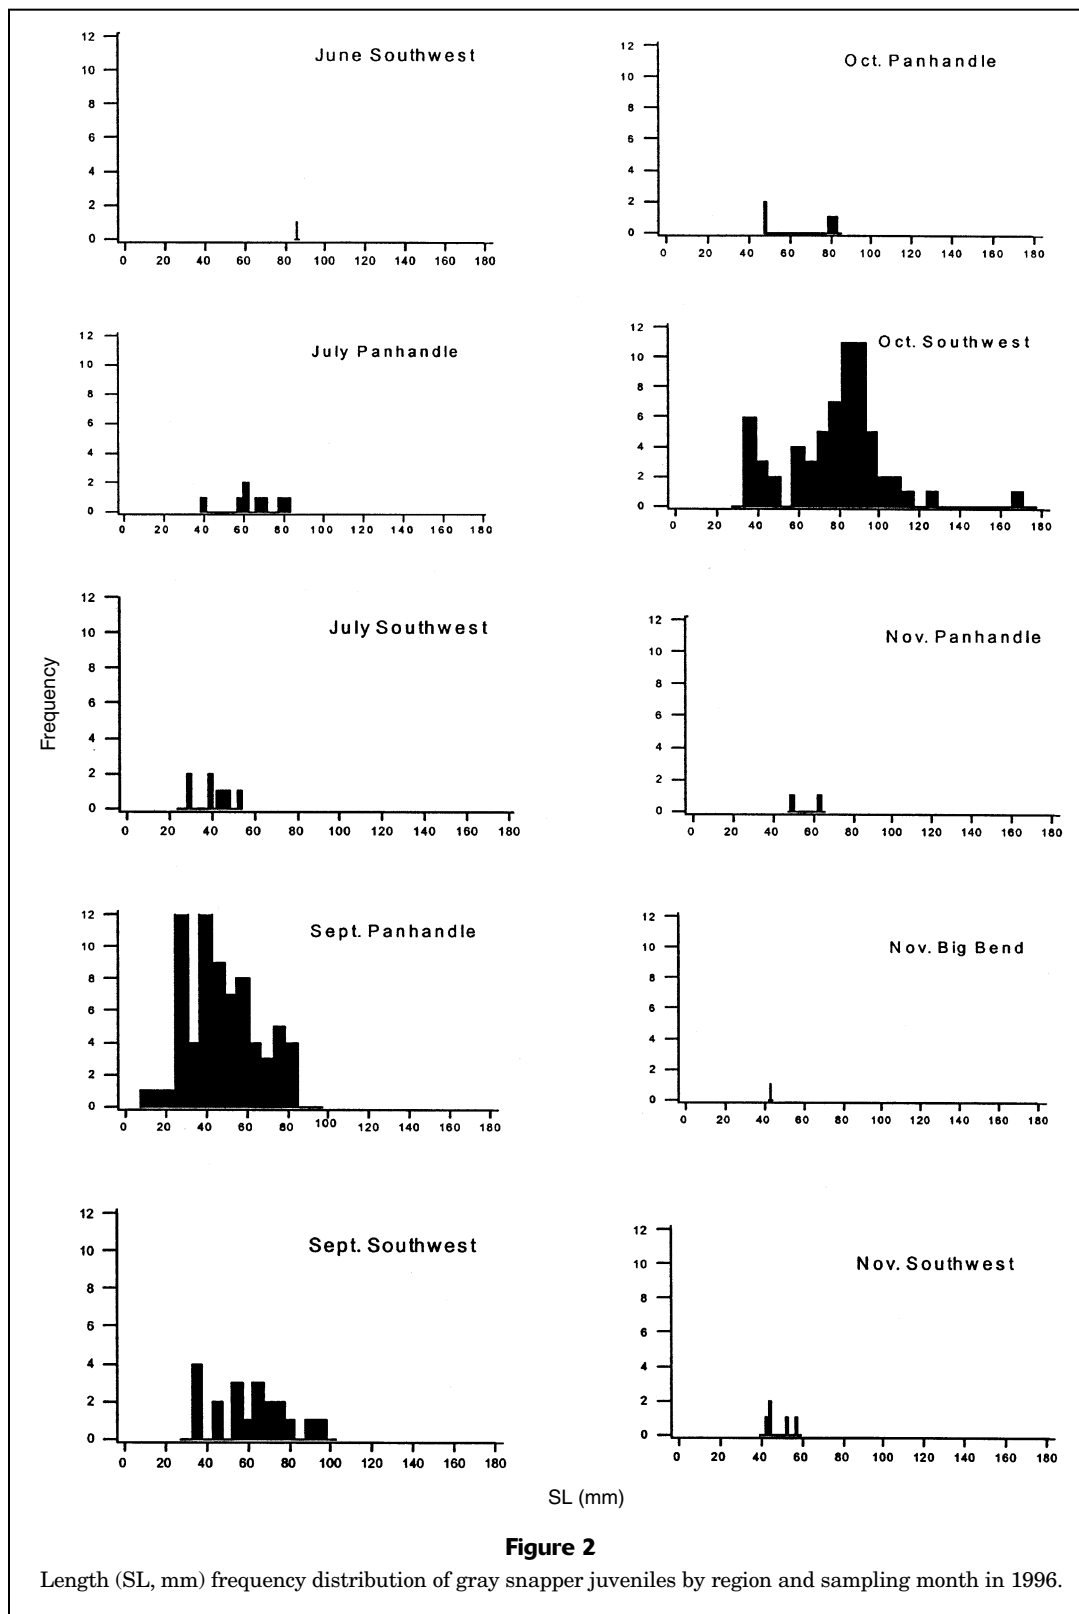 June Southwest
12
10
8
6
4
2
0
0 20 40 60 80 100 120 140 160 180
Oct. Panhandle
12
10
8
6
4
2
0
0 20 40 60 80 100 120 140 160 180
July Panhandle
12
10
8
6
4
2
0
0 20 40 60 80 100 120 140 160 180
Oct. Southwest
12
10
8
6
4
2
0
0 20 40 60 80 100 120 140 160 180
July Southwest
12
10
8
6
4
2
0
0 20 40 60 80 100 120 140 160 180
Nov. Panhandle
12
10
8
6
4
2
0
0 20 40 60 80 100 120 140 160 180
Frequency
Sept. Panhandle
12
10
8
6
4
2
0
0 20 40 60 80 100 120 140 160 180
Nov. Big Bend
12
10
8
6
4
2
0
0 20 40 60 80 100 120 140 160 180
Sept. Southwest
12
10
8
6
4
2
0
0 20 40 60 80 100 120 140 160 180
Nov. Southwest
12
10
8
6
4
2
0
0 20 40 60 80 100 120 140 160 180
SL (mm)
Figure 2
Length (SL, mm) frequency distribution of gray snapper juveniles by region and sampling month in 1996.